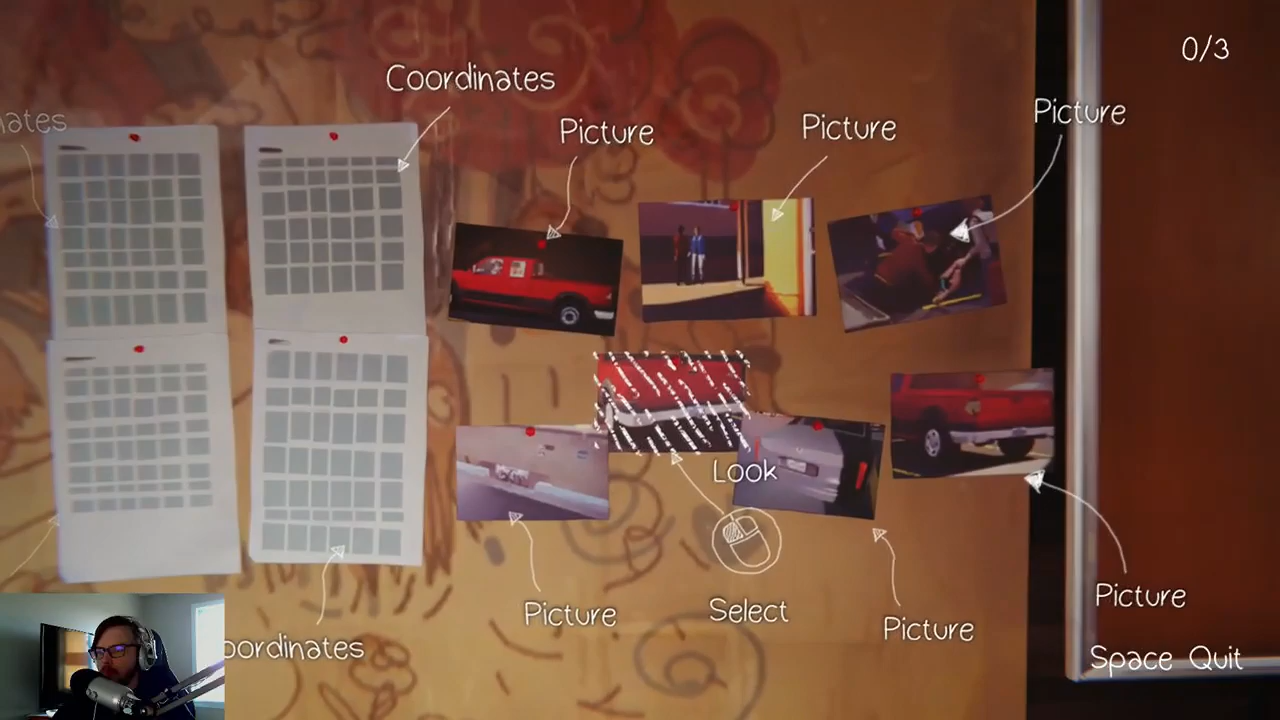 0/3
Coordinates
Picture
Picture
Picture
nates
Look
Select
Picture
Picture
Picture
oordinates
Space Quit